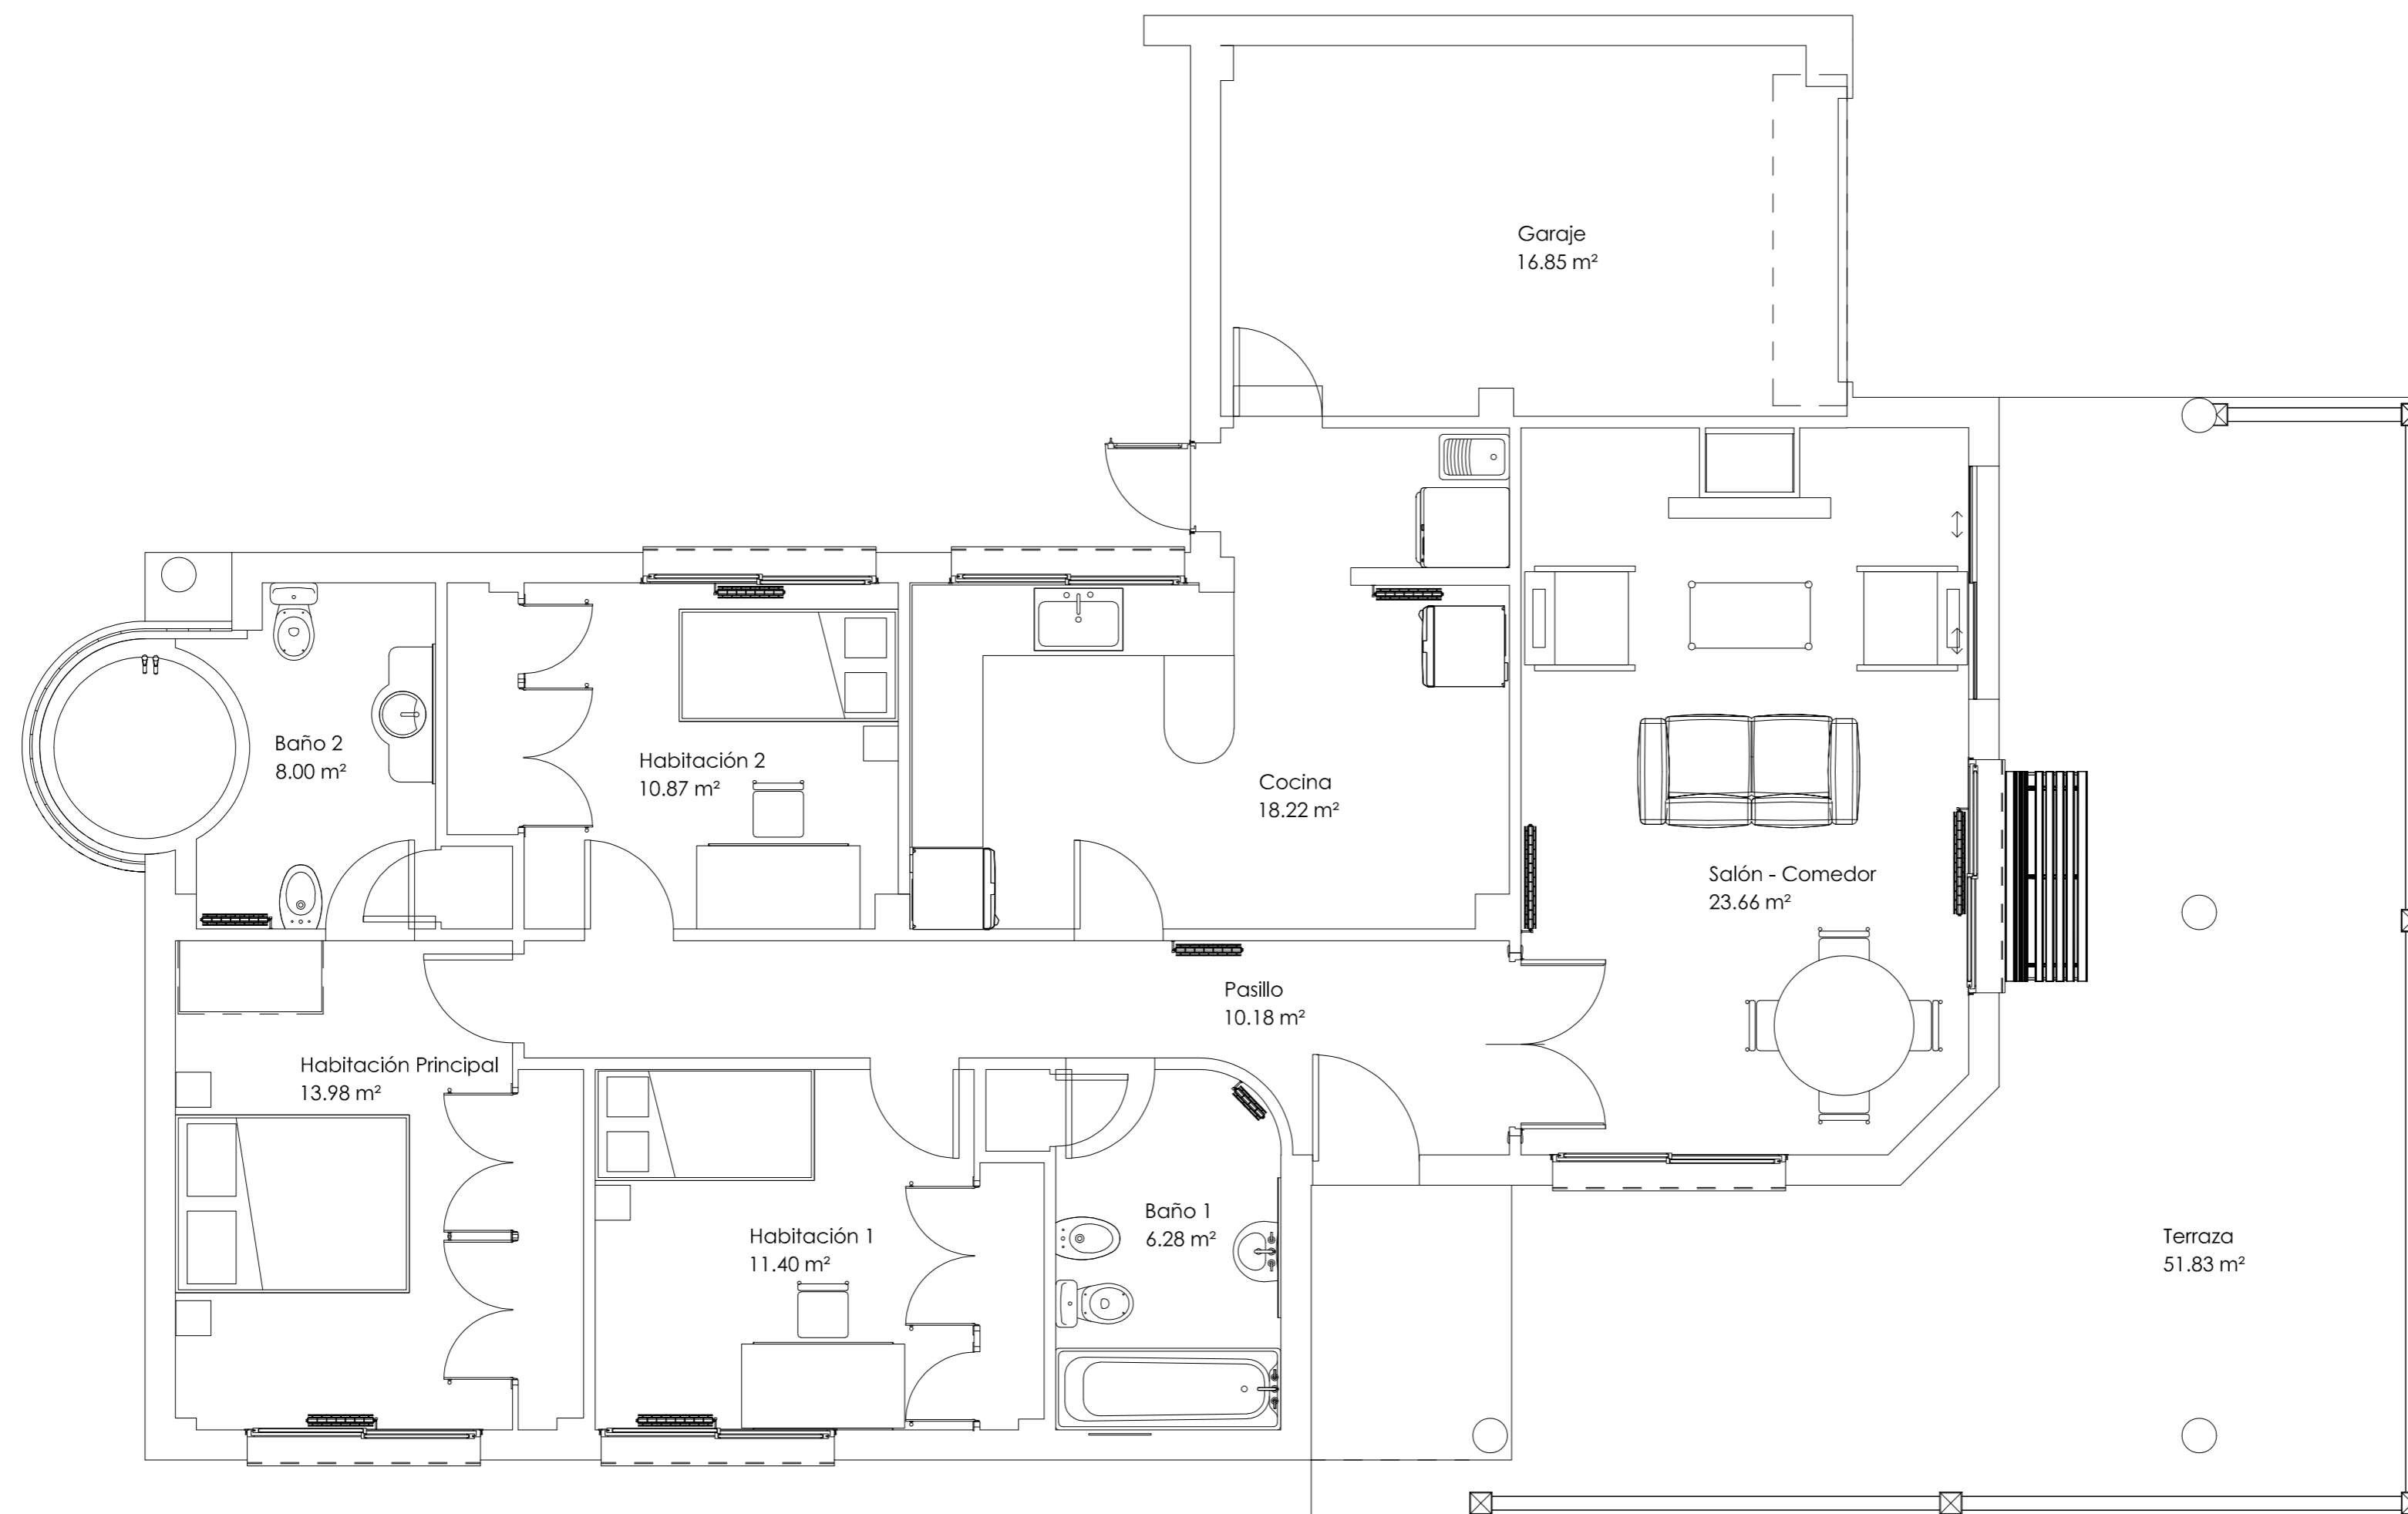 Garaje
16.85 m²
Baño 2
8.00 m²
Habitación 2
10.87 m²
Cocina
18.22 m²
Salón - Comedor
23.66 m²
Pasillo
10.18 m²
Habitación Principal
13.98 m²
Habitación 1
11.40 m²
Baño 1
6.28 m²
Terraza
51.83 m²